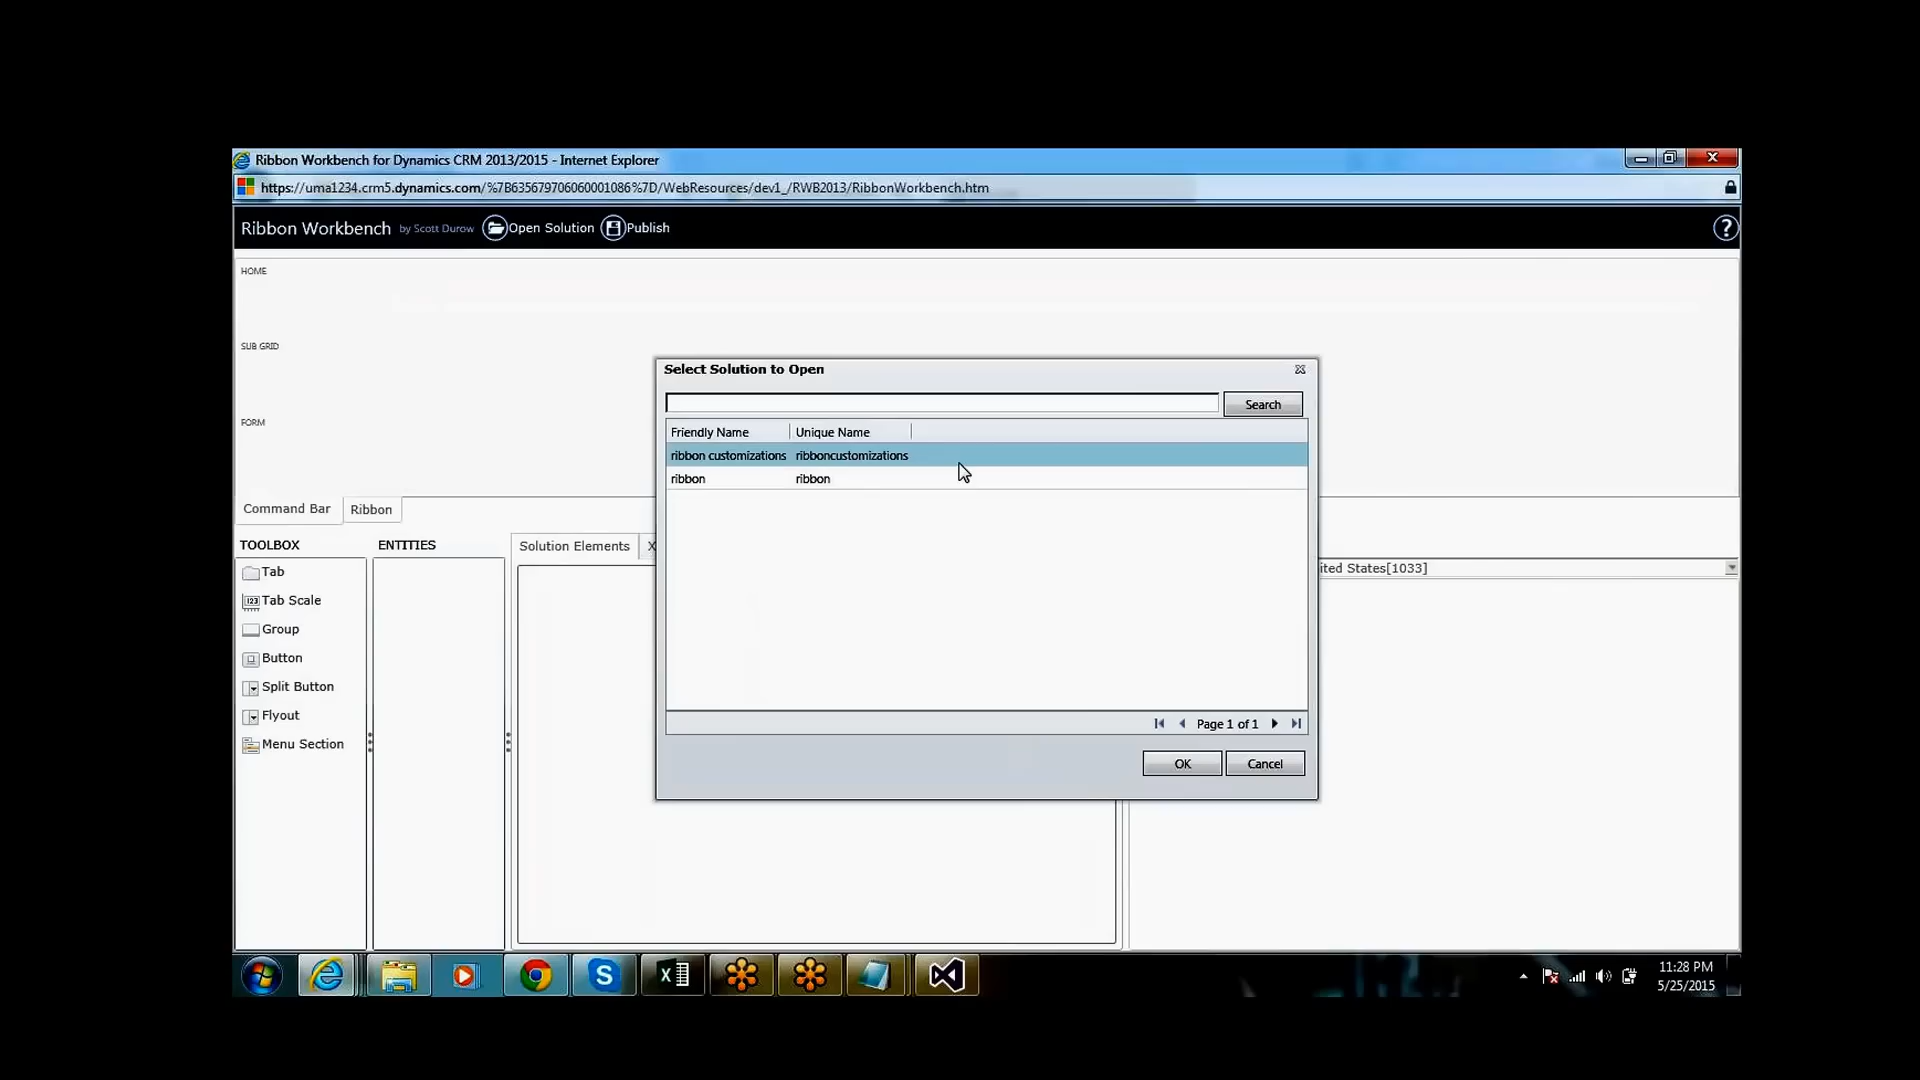 Ribbon Workbench for Dynamics CRM 2013/2015 - Internet Explorer
https://uma1234.crm5.dynamics.com/%7B635679706060001086%7D/WebResources/dev1_/RWB2013/RibbonWorkbench.htm
Ribbon Workbench by Scott Durow Open Solution Publish ?
HOME
SUB GRID
FORM
Select Solution to Open
Search
Friendly Name Unique Name
ribbon customizations ribboncustomizations
ribbon ribbon
Page 1 of 1
OK Cancel
Command Bar Ribbon
TOOLBOX ENTITIES Solution Elements X
ited States[1033]
Tab
123 Tab Scale
Group
Button
Split Button
Flyout
Menu Section
11:28 PM
5/25/2015